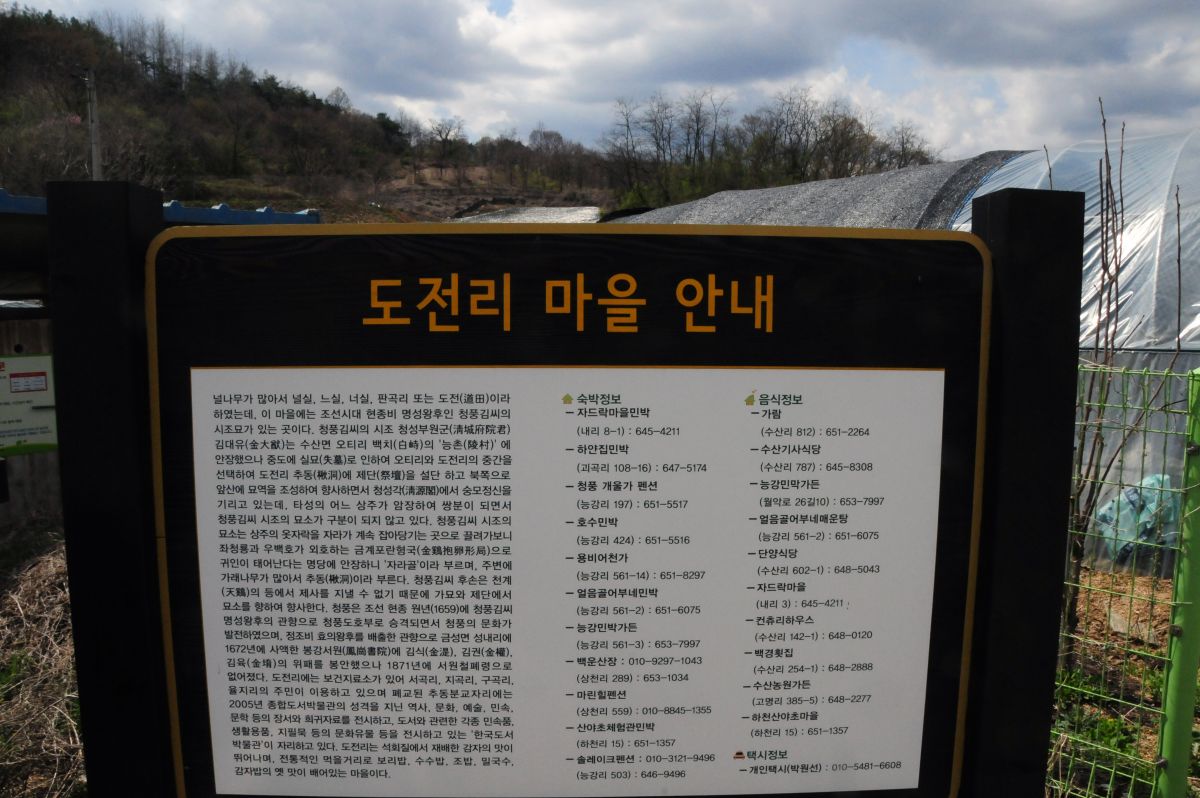 도전리 마을 안내
널나무가 많아서 널실, 느실, 너실, 판곡리 또는 도전(道田)이라
하였는데, 이 마을에는 조선시대 현종비 명성왕후인 청풍김씨의
시조묘가 있는 곳이다. 청풍김씨의 시조 청성부원군(淸城府院君)
김대유(金大猷)는 수산면 오티리 백치(白峙)의 '능촌(陵村)' 에
안장했으나 중도에 실묘(失墓)로 인하여 오티리와 도전리의 중간을
선택하여 도전리 추동(楸洞)에 제단(祭壇)을 설단 하고 북쪽으로
앞산에 묘역을 조성하여 향사하면서 청성각(淸源閣)에서 숭모정신을
기리고 있는데, 타성의 어느 상주가 암장하여 쌍분이 되면서
청풍김씨 시조의 묘소가 구분이 되지 않고 있다. 청풍김씨 시조의
묘소는 상주의 옷자락을 자라가 계속 잡아당기는 곳으로 끌려가보니
좌청룡과 우백호가 외호하는 금계포란형국(金鷄抱卵形局)으로
귀인이 태어난다는 명당에 안장하니 '자라골'이라 부르며, 주변에
가래나무가 많아서 추동(楸洞)이라 부른다. 청풍김씨 후손은 천계
(天鷄)의 등에서 제사를 지낼 수 없기 때문에 가묘와 제단에서
묘소를 향하여 향사한다. 청풍은 조선 현종 원년(1659)에 청풍김씨
명성왕후의 관향으로 청풍도호부로 승격되면서 청풍의 문화가
발전하였으며, 정조비 효의왕후를 배출한 관향으로 금성면 성내리에
1672년에 사액한 봉강서원(鳳崗書院)에 김식(金湜), 김권(金權),
김육(金堉)의 위패를 봉안했으나 1871년에 서원철폐령으로
없어졌다. 도전리에는 보건지료소가 있어 서곡리, 지곡리, 구곡리,
율지리의 주민이 이용하고 있으며 폐교된 추동분교자리에는
2005년 종합도서박물관의 성격을 지닌 역사, 문화, 예술, 민속,
문학 등의 장서와 희귀자료를 전시하고, 도서와 관련한 각종 민속품,
생활용품, 지필묵 등의 문화유물 등을 전시하고 있는 '한국도서
박물관'이 자리하고 있다. 도전리는 석회질에서 재배한 감자의 맛이
뛰어나며, 전통적인 먹을거리로 보리밥, 수수밥, 조밥, 밀국수,
감자밥의 옛 맛이 배어있는 마을이다.
숙박정보
– 자드락마을민박
(내리 8-1) : 645-4211
– 하얀집민박
(괴곡리 108-16) : 647-5174
– 청풍 개울가 펜션
(능강리 197) : 651-5517
– 호수민박
(능강리 424) : 651-5516
– 용비어천가
(능강리 561-14) : 651-8297
– 얼음골어부네민박
(능강리 561-2) : 651-6075
– 능강민박가든
(능강리 561-3) : 653-7997
– 백운산장 : 010-9297-1043
(상천리 289) : 653-1034
– 마린힐펜션
(상천리 559) : 010-8845-1355
– 산야초체험관민박
(하천리 15) : 651-1357
– 솔레이크펜션 : 010-3121-9496
(능강리 503) : 646-9496
음식정보
– 가람
(수산리 812) : 651-2264
– 수산기사식당
(수산리 787) : 645-8308
– 능강민막가든
(월악로 26길10) : 653-7997
– 얼음골어부네매운탕
(능강리 561-2) : 651-6075
– 단양식당
(수산리 602-1) : 648-5043
– 자드락마을
(내리 3) : 645-4211
– 컨츄리하우스
(수산리 142-1) : 648-0120
– 백경횟집
(수산리 254-1) : 648-2888
– 수산농원가든
(고명리 385-5) : 648-2277
– 하천산야초마을
(하천리 15) : 651-1357
택시정보
– 개인택시(박원선) : 010-5481-6608